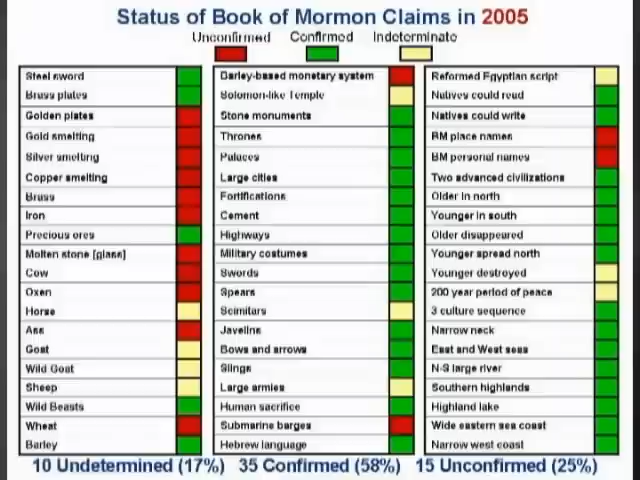 Status of Book of Mormon Claims in 2005
Unconfirmed Confirmed Indeterminate
Steel sword
Brass plates
Golden plates
Gold smelting
Silver smelting
Copper smelting
Brass
Iron
Precious ores
Molten stone [glass]
Cow
Oxen
Horse
Ass
Goat
Wild Goat
Sheep
Wild Beasts
Wheat
Barley
Barley-based monetary system
Solomon-like Temple
Stone monuments
Thrones
Palaces
Large cities
Fortifications
Cement
Highways
Military costumes
Swords
Spears
Scimitars
Javelins
Bows and arrows
Slings
Large armies
Human sacrifice
Submarine barges
Hebrew language
Reformed Egyptian script
Natives could read
Natives could write
BM place names
BM personal names
Two advanced civilizations
Older in north
Younger in south
Older disappeared
Younger spread north
Younger destroyed
200 year period of peace
3 culture sequence
Narrow neck
East and West seas
N-S large river
Southern highlands
Highland lake
Wide eastern sea coast
Narrow west coast
10 Undetermined (17%) 35 Confirmed (58%) 15 Unconfirmed (25%)